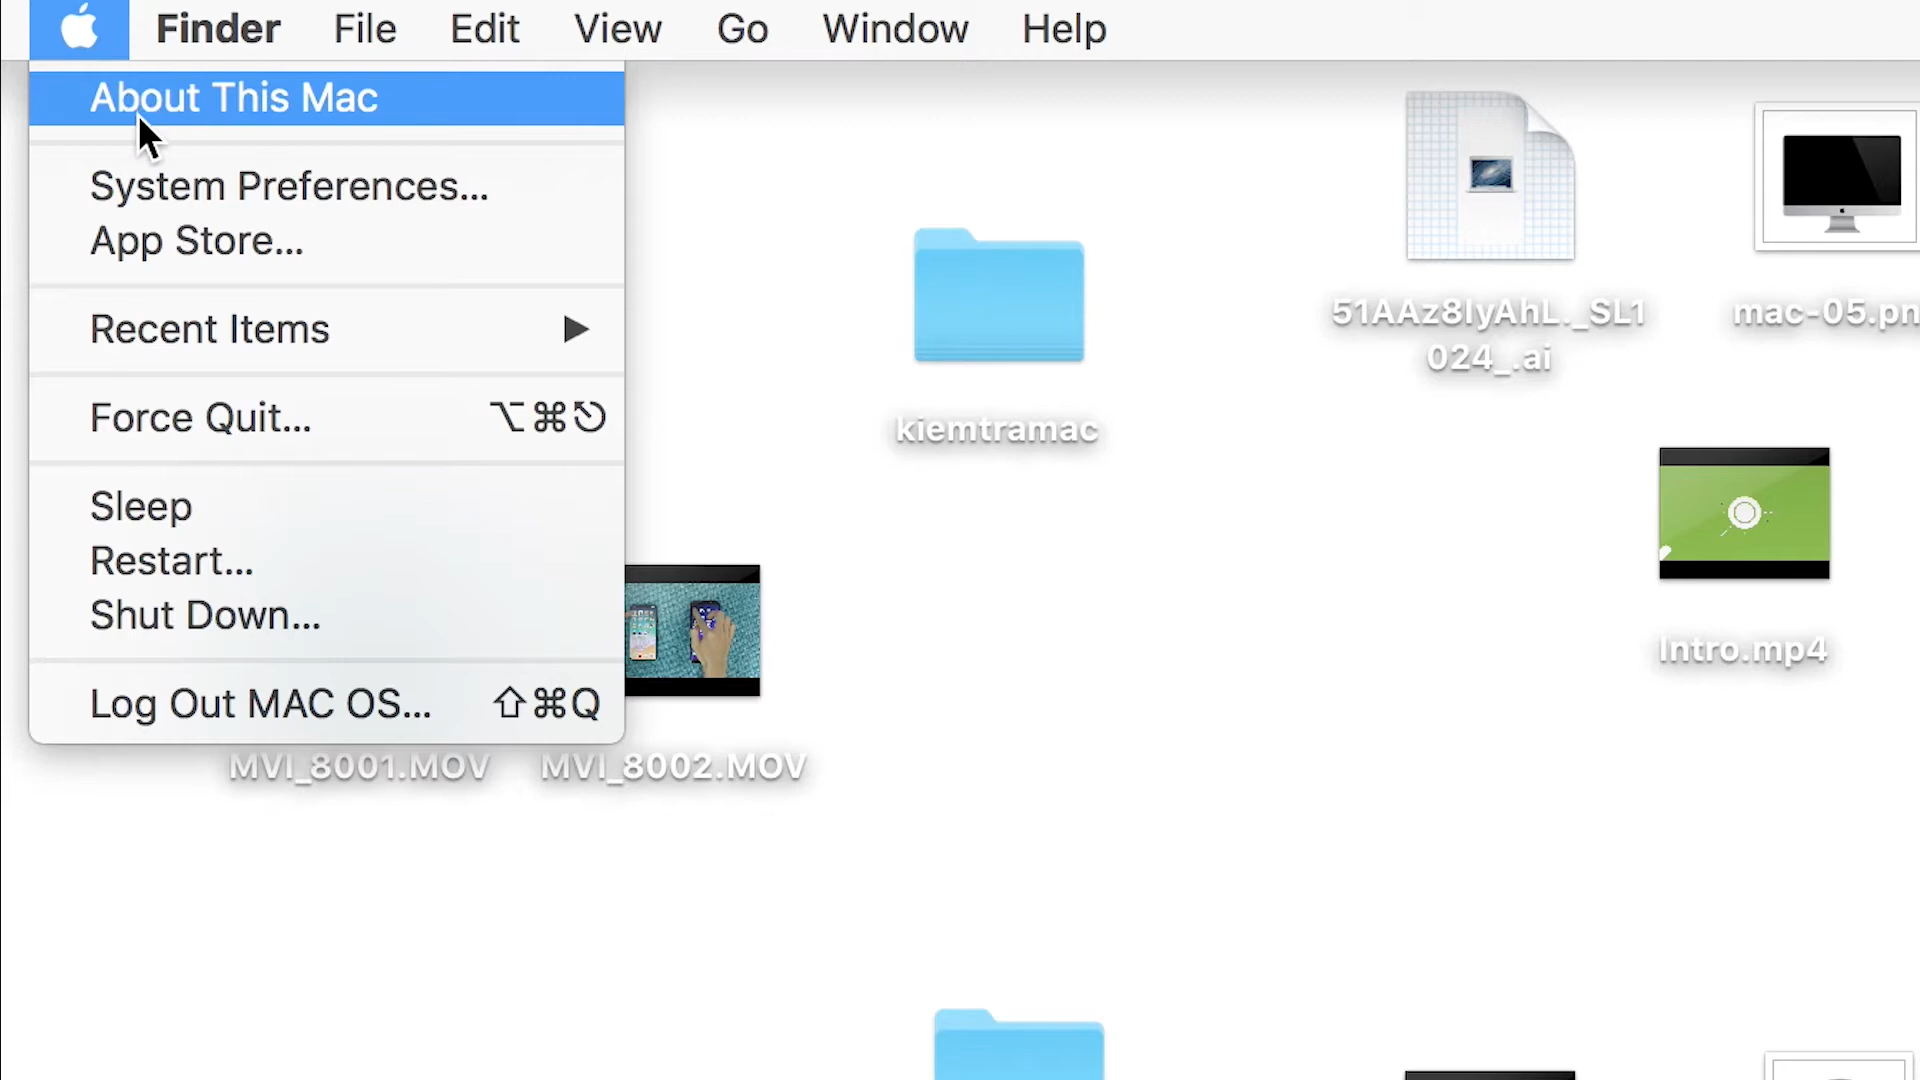 Finder File Edit View Go Window Help
About This Mac
System Preferences...
App Store...
Recent Items ▶
Force Quit... ⌥⌘⎋
Sleep
Restart...
Shut Down...
Log Out MAC OS... ⇧⌘Q
MVI_8001.MOV
MVI_8002.MOV
kiemtramac
51AAz8IyAhL._SL1
024_.ai
mac-05.pn
Intro.mp4